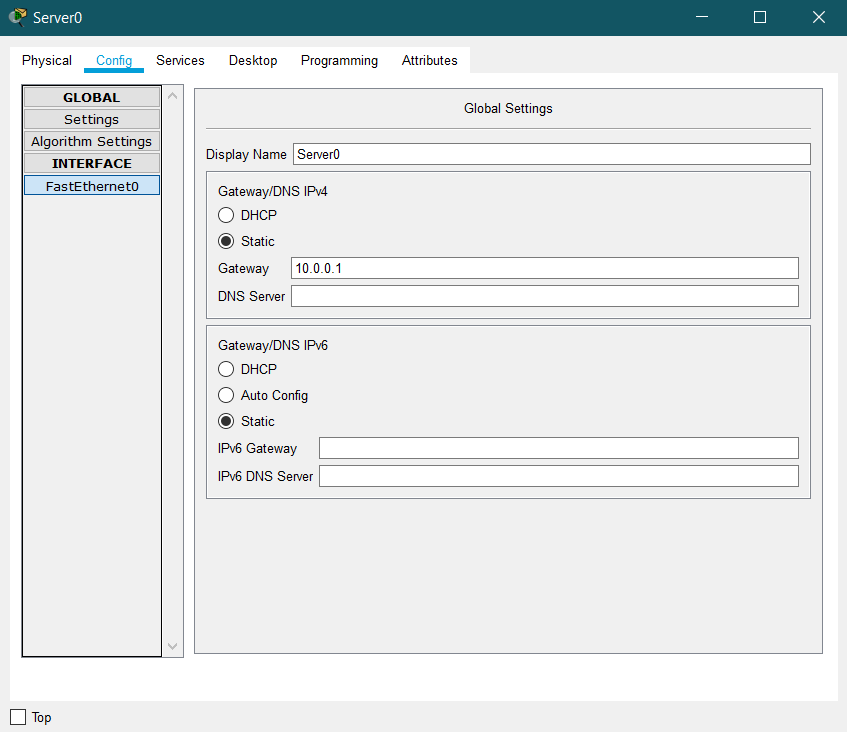 Server0
Physical Config Services Desktop Programming Attributes
GLOBAL
Settings
Algorithm Settings
INTERFACE
FastEthernet0
Global Settings
Display Name Server0
Gateway/DNS IPv4
DHCP
Static
Gateway 10.0.0.1
DNS Server
Gateway/DNS IPv6
DHCP
Auto Config
Static
IPv6 Gateway
IPv6 DNS Server
Top